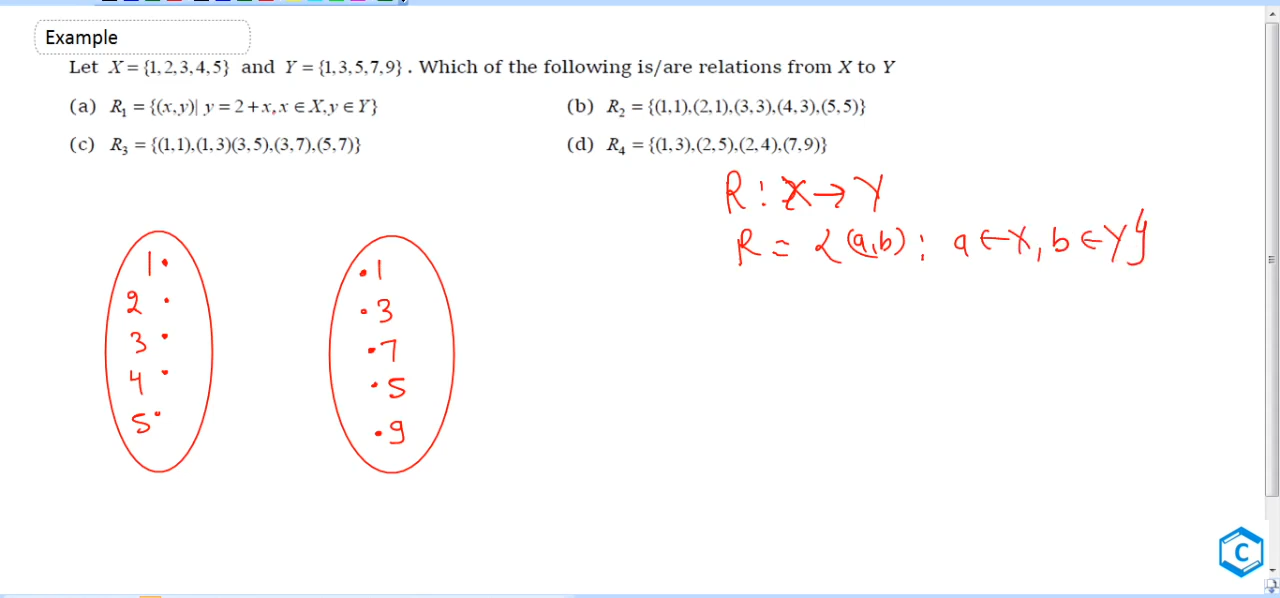 Example
Let X = {1,2,3,4,5} and Y = {1,3,5,7,9}. Which of the following is/are relations from X to Y
(a) R₁ = {(x,y)| y = 2+x, x ∈ X, y ∈ Y} (b) R₂ = {(1,1),(2,1),(3,3),(4,3),(5,5)}
(c) R₃ = {(1,1),(1,3)(3,5),(3,7),(5,7)} (d) R₄ = {(1,3),(2,5),(2,4),(7,9)}
R : X → Y
R = {(a,b) : a ∈ X, b ∈ Y}
1 1
2 3
3 7
4 5
5 9
C